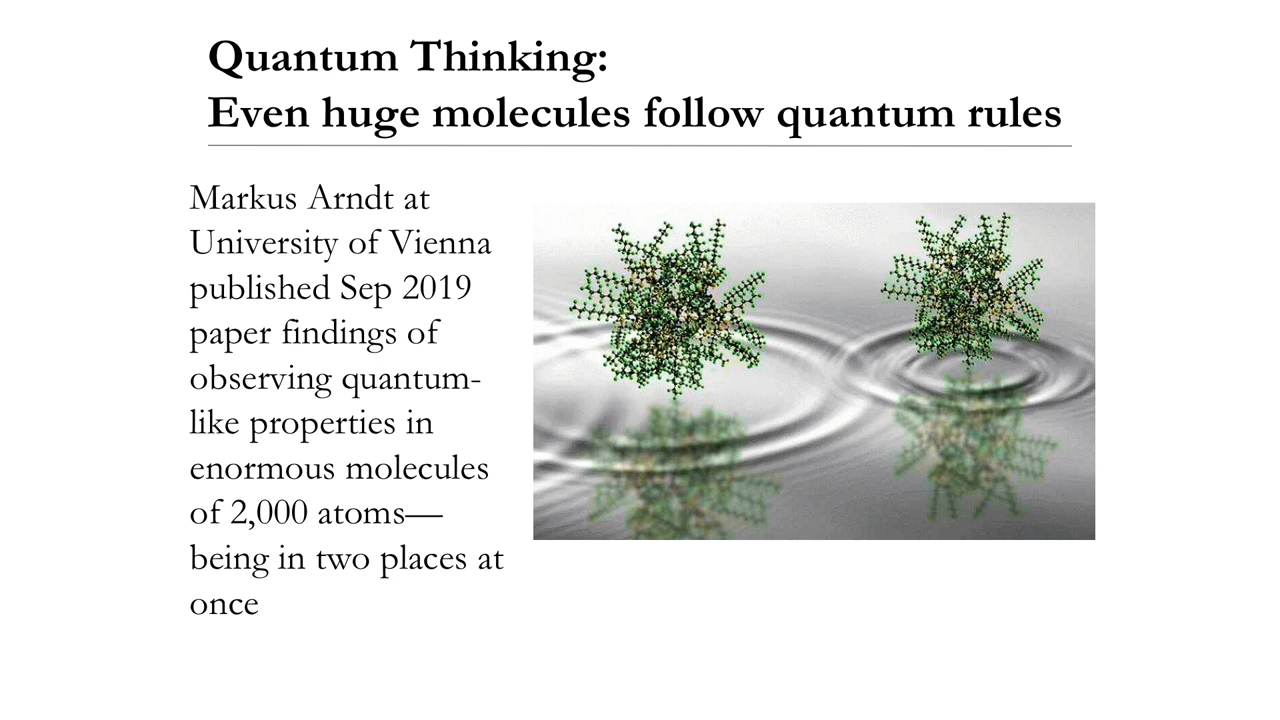 Quantum Thinking:
Even huge molecules follow quantum rules
Markus Arndt at
University of Vienna
published Sep 2019
paper findings of
observing quantum-
like properties in
enormous molecules
of 2,000 atoms—
being in two places at
once